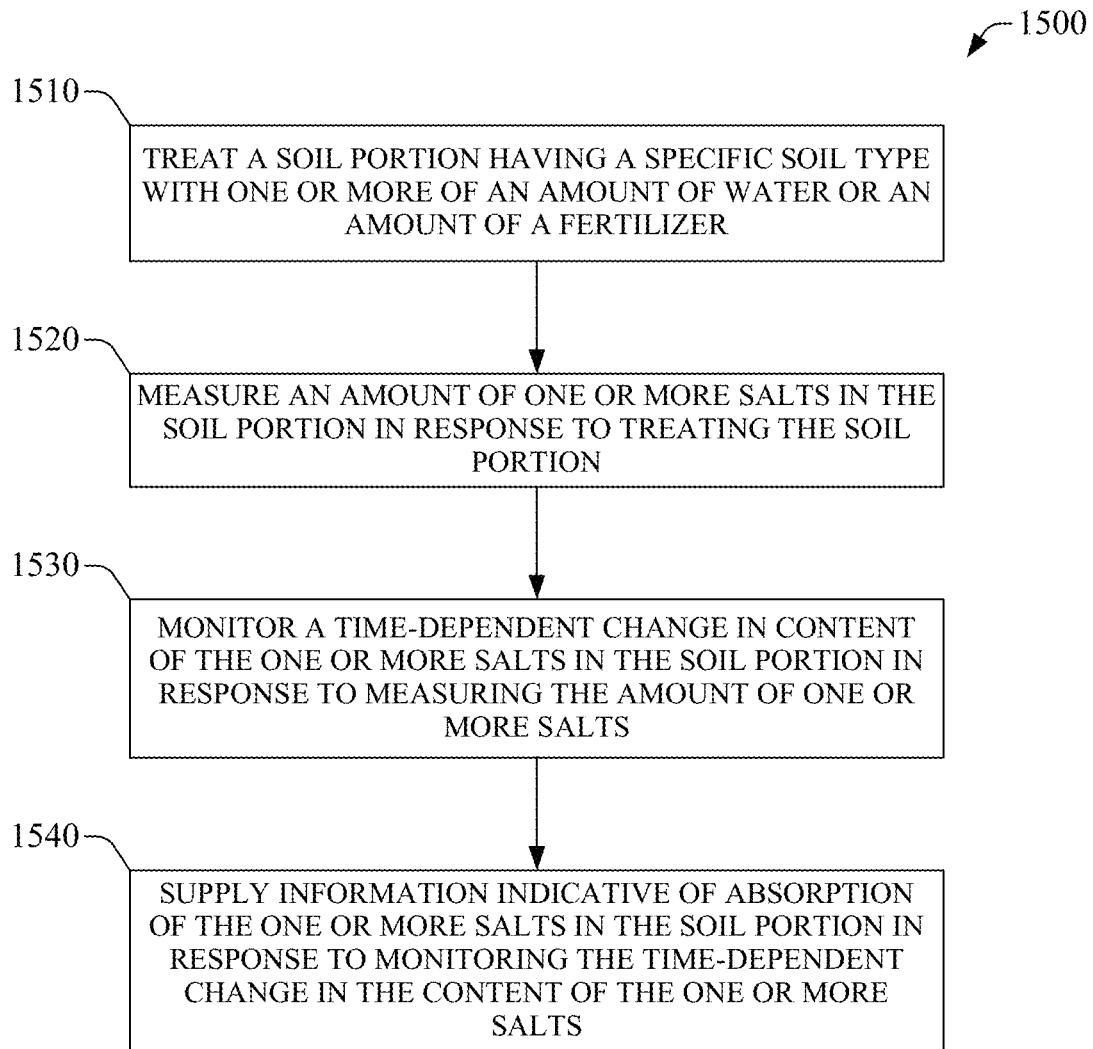 1500
1510
TREAT A SOIL PORTION HAVING A SPECIFIC SOIL TYPE
WITH ONE OR MORE OF AN AMOUNT OF WATER OR AN
AMOUNT OF A FERTILIZER
1520
MEASURE AN AMOUNT OF ONE OR MORE SALTS IN THE
SOIL PORTION IN RESPONSE TO TREATING THE SOIL
PORTION
1530
MONITOR A TIME-DEPENDENT CHANGE IN CONTENT
OF THE ONE OR MORE SALTS IN THE SOIL PORTION IN
RESPONSE TO MEASURING THE AMOUNT OF ONE OR
MORE SALTS
1540
SUPPLY INFORMATION INDICATIVE OF ABSORPTION
OF THE ONE OR MORE SALTS IN THE SOIL PORTION IN
RESPONSE TO MONITORING THE TIME-DEPENDENT
CHANGE IN THE CONTENT OF THE ONE OR MORE
SALTS